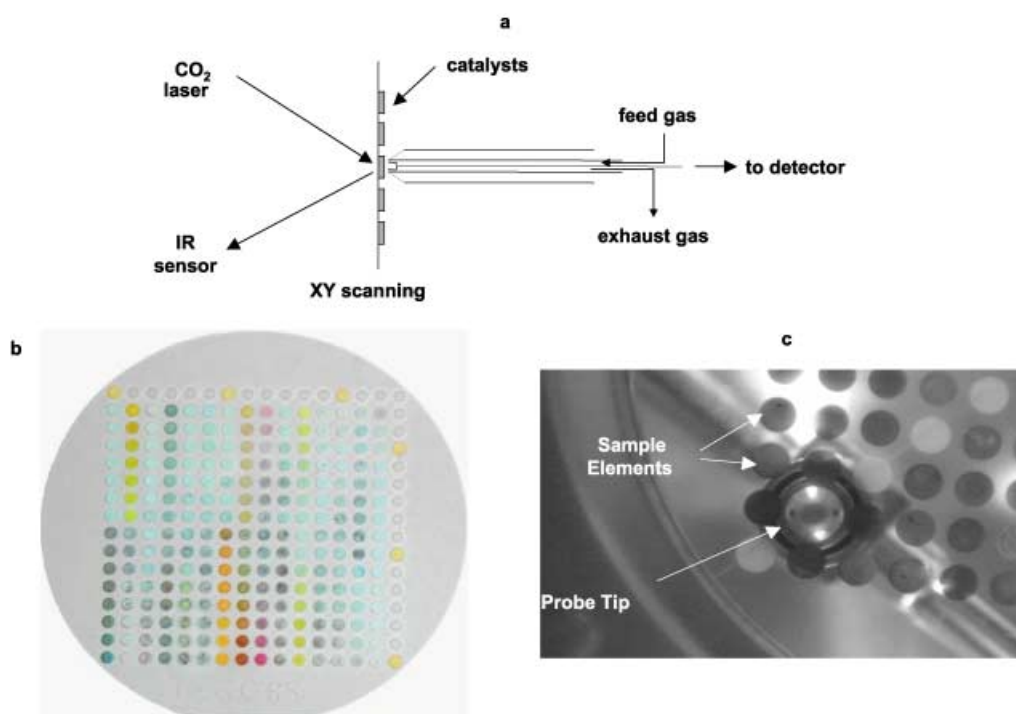 a
CO₂
laser
catalysts
feed gas
to detector
exhaust gas
IR
sensor
XY scanning
b
c
Sample
Elements
Probe Tip